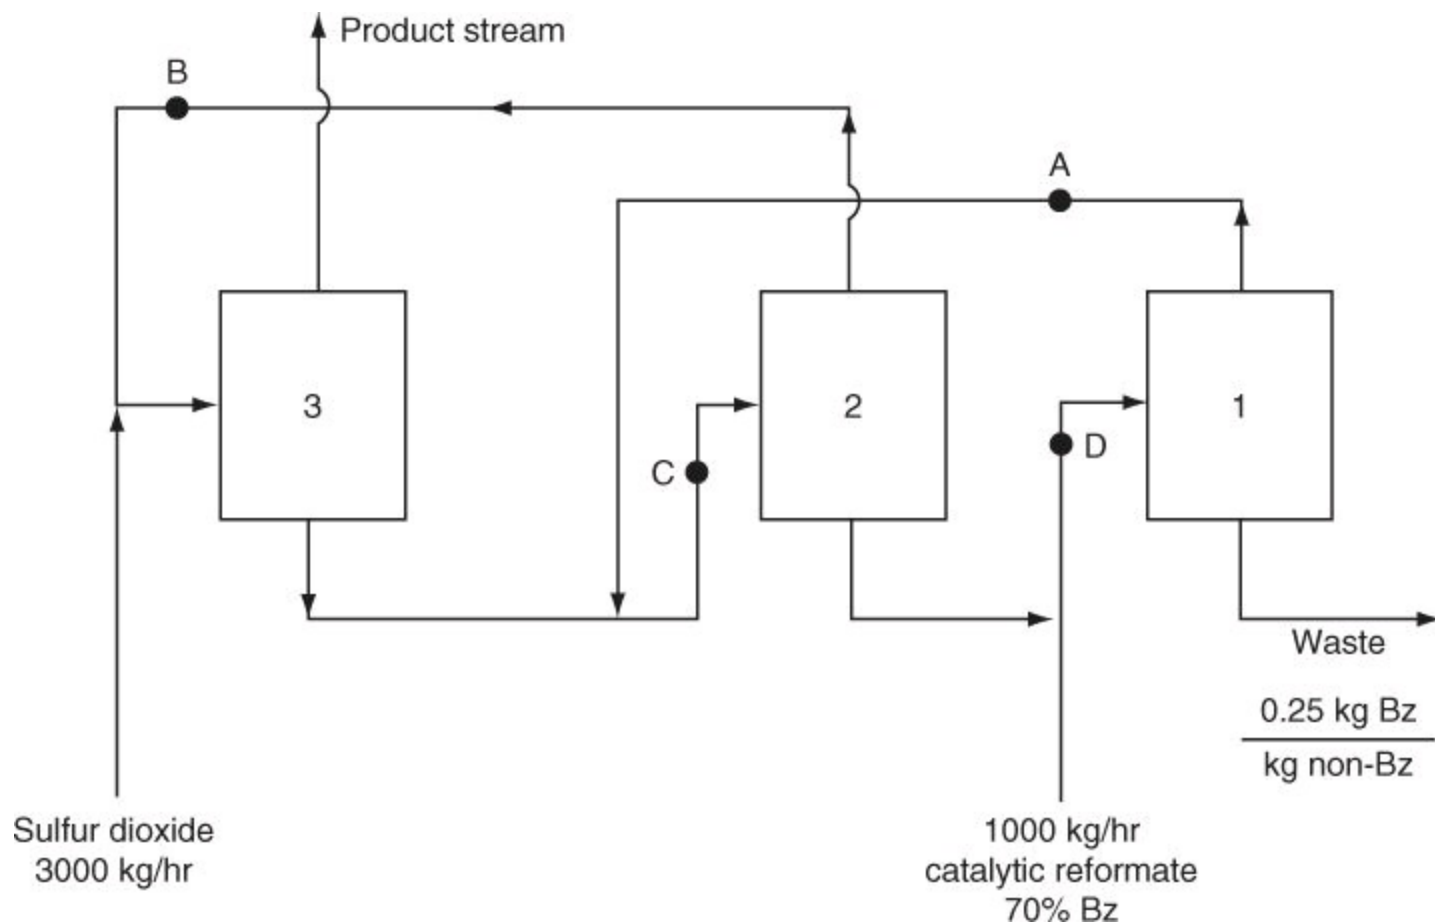 Product stream
B
A
3
2
1
C
D
Waste
0.25 kg Bz
kg non-Bz
Sulfur dioxide
3000 kg/hr
1000 kg/hr
catalytic reformate
70% Bz